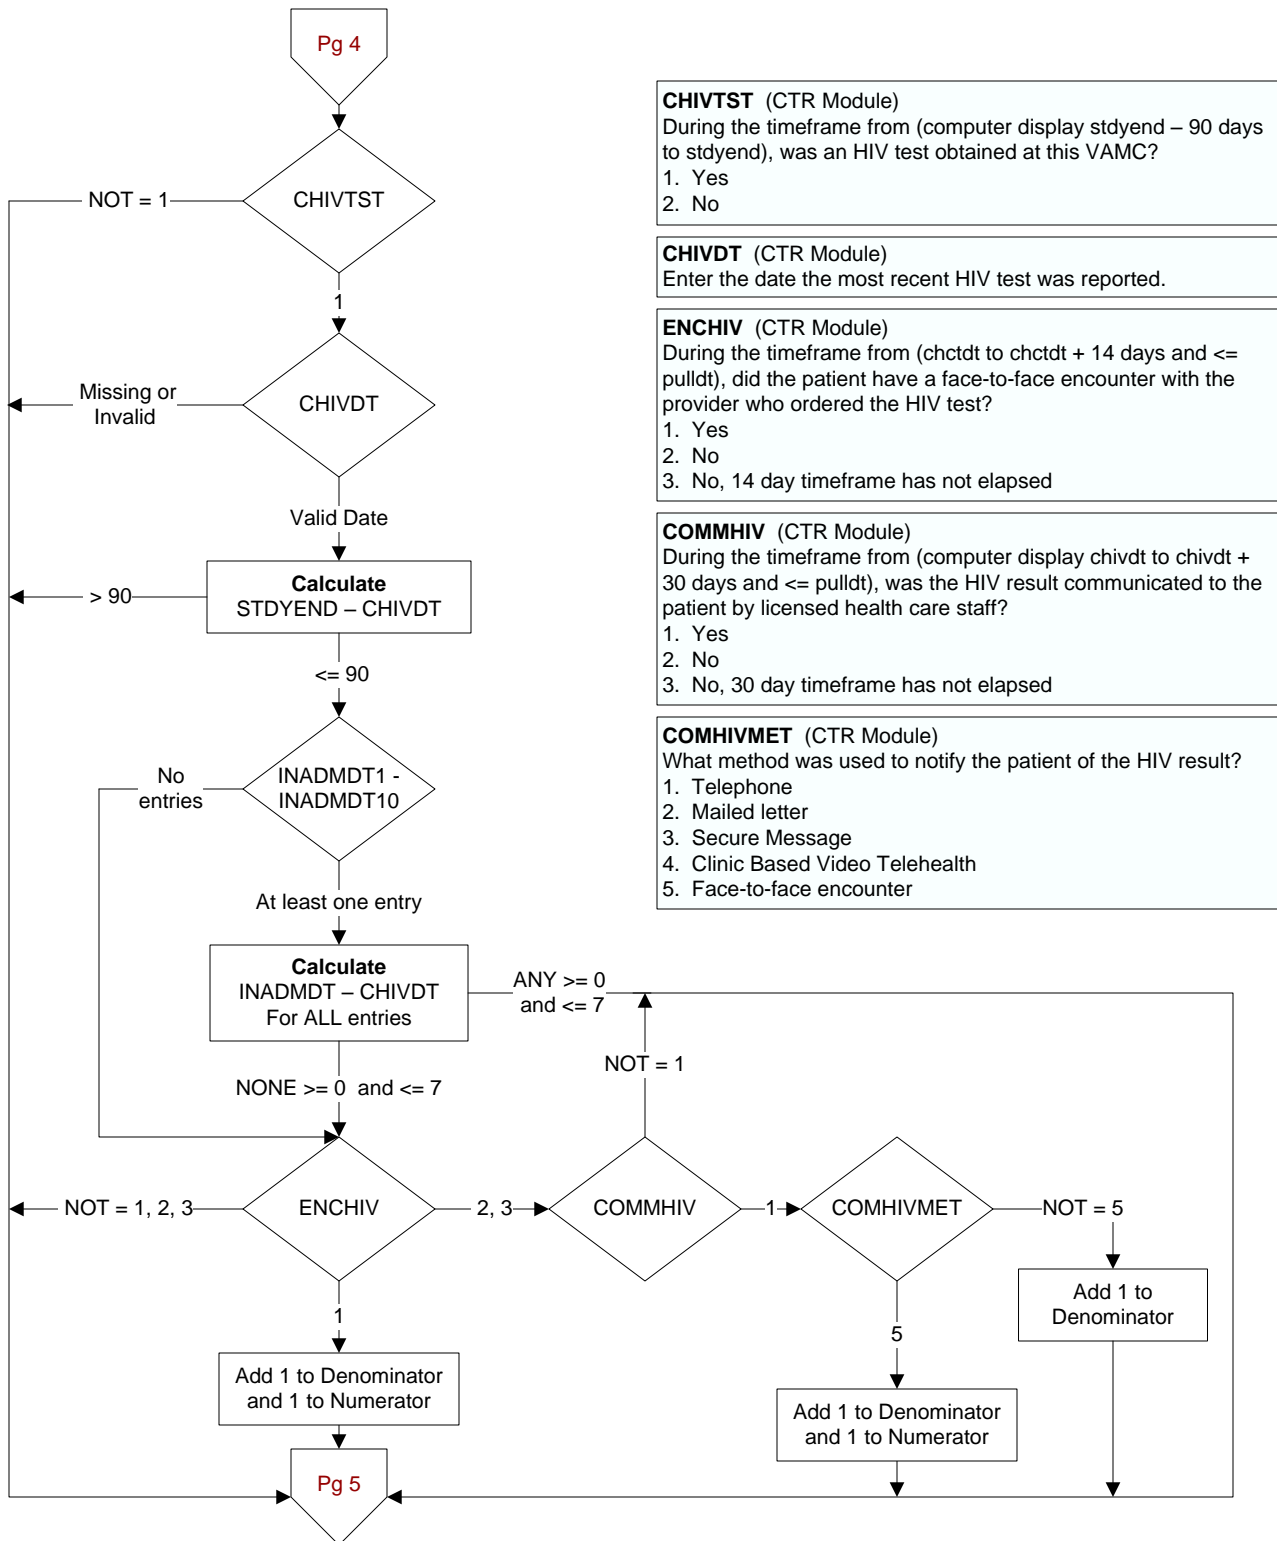 Pg 4
CHIVTST (CTR Module)
During the timeframe from (computer display stdyend – 90 days
to stdyend), was an HIV test obtained at this VAMC?
1. Yes
2. No
NOT = 1
CHIVTST
1
CHIVDT (CTR Module)
Enter the date the most recent HIV test was reported.
ENCHIV (CTR Module)
During the timeframe from (chctdt to chctdt + 14 days and <=
pulldt), did the patient have a face-to-face encounter with the
provider who ordered the HIV test?
1. Yes
2. No
3. No, 14 day timeframe has not elapsed
Missing or
Invalid
CHIVDT
Valid Date
COMMHIV (CTR Module)
During the timeframe from (computer display chivdt to chivdt +
30 days and <= pulldt), was the HIV result communicated to the
patient by licensed health care staff?
1. Yes
2. No
3. No, 30 day timeframe has not elapsed
> 90
Calculate
STDYEND – CHIVDT
<= 90
COMHIVMET (CTR Module)
What method was used to notify the patient of the HIV result?
1. Telephone
2. Mailed letter
3. Secure Message
4. Clinic Based Video Telehealth
5. Face-to-face encounter
No
entries
INADMDT1 -
INADMDT10
At least one entry
Calculate
INADMDT – CHIVDT
For ALL entries
ANY >= 0
and <= 7
NOT = 1
NONE >= 0 and <= 7
NOT = 1, 2, 3
ENCHIV
2, 3
COMMHIV
1
COMHIVMET
NOT = 5
Add 1 to
Denominator
1
5
Add 1 to Denominator
and 1 to Numerator
Add 1 to Denominator
and 1 to Numerator
Pg 5